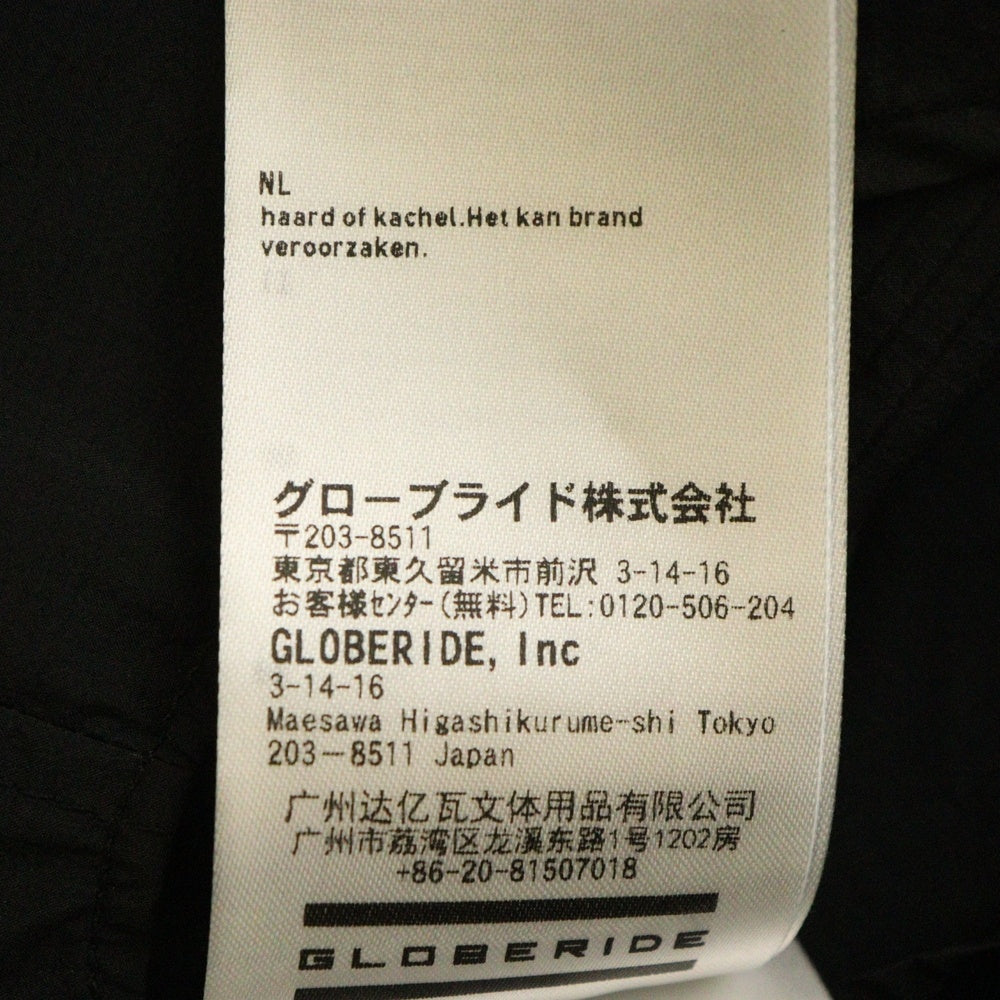 NL
haard of kachel.Het kan brand
veroorzaken.
グローブライド株式会社
〒203-8511
東京都東久留米市前沢 3-14-16
お客様ｾﾝﾀｰ(無料)TEL:0120-506-204
GLOBERIDE, Inc
3-14-16
Maesawa Higashikurume-shi Tokyo
203-8511 Japan
广州达亿瓦文体用品有限公司
广州市荔湾区龙溪东路1号1202房
+86-20-81507018
GLOBERIDE